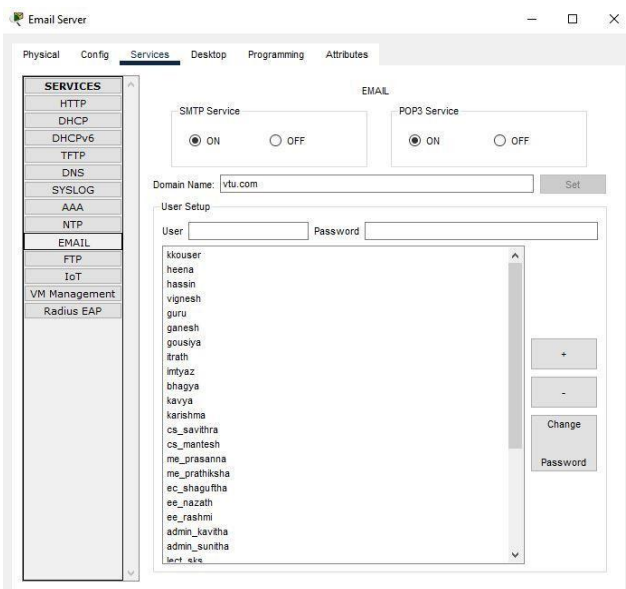 Email Server
Physical Config Services Desktop Programming Attributes
SERVICES
HTTP
DHCP
DHCPv6
TFTP
DNS
SYSLOG
AAA
NTP
EMAIL
FTP
IoT
VM Management
Radius EAP
EMAIL
SMTP Service
ON OFF
POP3 Service
ON OFF
Domain Name: vtu.com Set
User Setup
User Password
kkouser
heena
hassin
vignesh
guru
ganesh
gousiya
itrath
imtyaz
bhagya
kavya
karishma
cs_savithra
cs_mantesh
me_prasanna
me_prathiksha
ec_shaguftha
ee_nazath
ee_rashmi
admin_kavitha
admin_sunitha
lect_sks
+
-
Change
Password